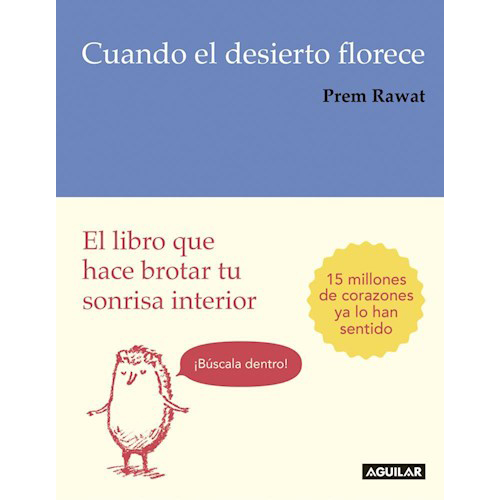 Cuando el desierto florece
Prem Rawat
El libro que
hace brotar tu
sonrisa interior
15 millones
de corazones
ya lo han
sentido
¡Búscala dentro!
AGUILAR